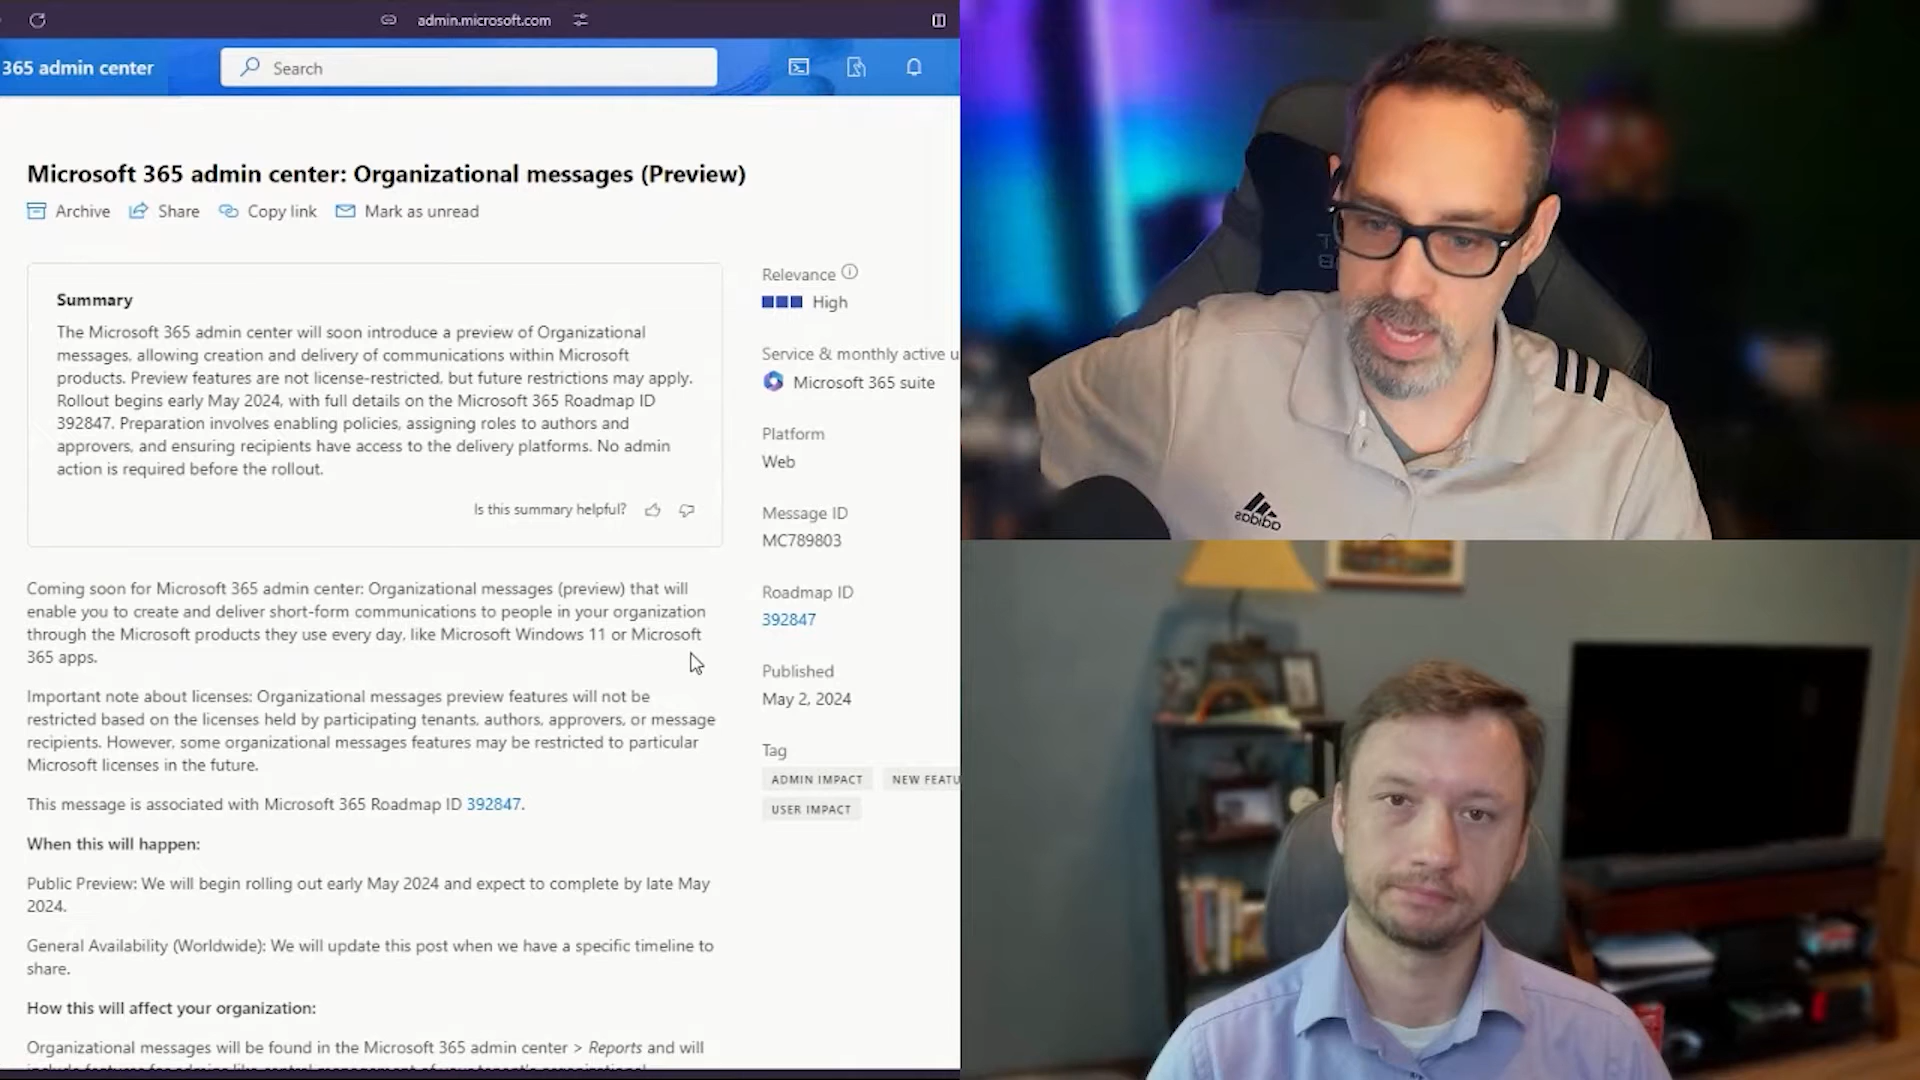 admin.microsoft.com
365 admin center
Search
Microsoft 365 admin center: Organizational messages (Preview)
Archive
Share
Copy link
Mark as unread
Summary
The Microsoft 365 admin center will soon introduce a preview of Organizational
messages, allowing creation and delivery of communications within Microsoft
products. Preview features are not license-restricted, but future restrictions may apply.
Rollout begins early May 2024, with full details on the Microsoft 365 Roadmap ID
392847. Preparation involves enabling policies, assigning roles to authors and
approvers, and ensuring recipients have access to the delivery platforms. No admin
action is required before the rollout.
Is this summary helpful?
Coming soon for Microsoft 365 admin center: Organizational messages (preview) that will
enable you to create and deliver short-form communications to people in your organization
through the Microsoft products they use every day, like Microsoft Windows 11 or Microsoft
365 apps.
Important note about licenses: Organizational messages preview features will not be
restricted based on the licenses held by participating tenants, authors, approvers, or message
recipients. However, some organizational messages features may be restricted to particular
Microsoft licenses in the future.
This message is associated with Microsoft 365 Roadmap ID 392847.
When this will happen:
Public Preview: We will begin rolling out early May 2024 and expect to complete by late May
2024.
General Availability (Worldwide): We will update this post when we have a specific timeline to
share.
How this will affect your organization:
Organizational messages will be found in the Microsoft 365 admin center > Reports and will
Relevance
High
Service & monthly active u
Microsoft 365 suite
Platform
Web
Message ID
MC789803
Roadmap ID
392847
Published
May 2, 2024
Tag
ADMIN IMPACT
NEW FEATU
USER IMPACT
adidas